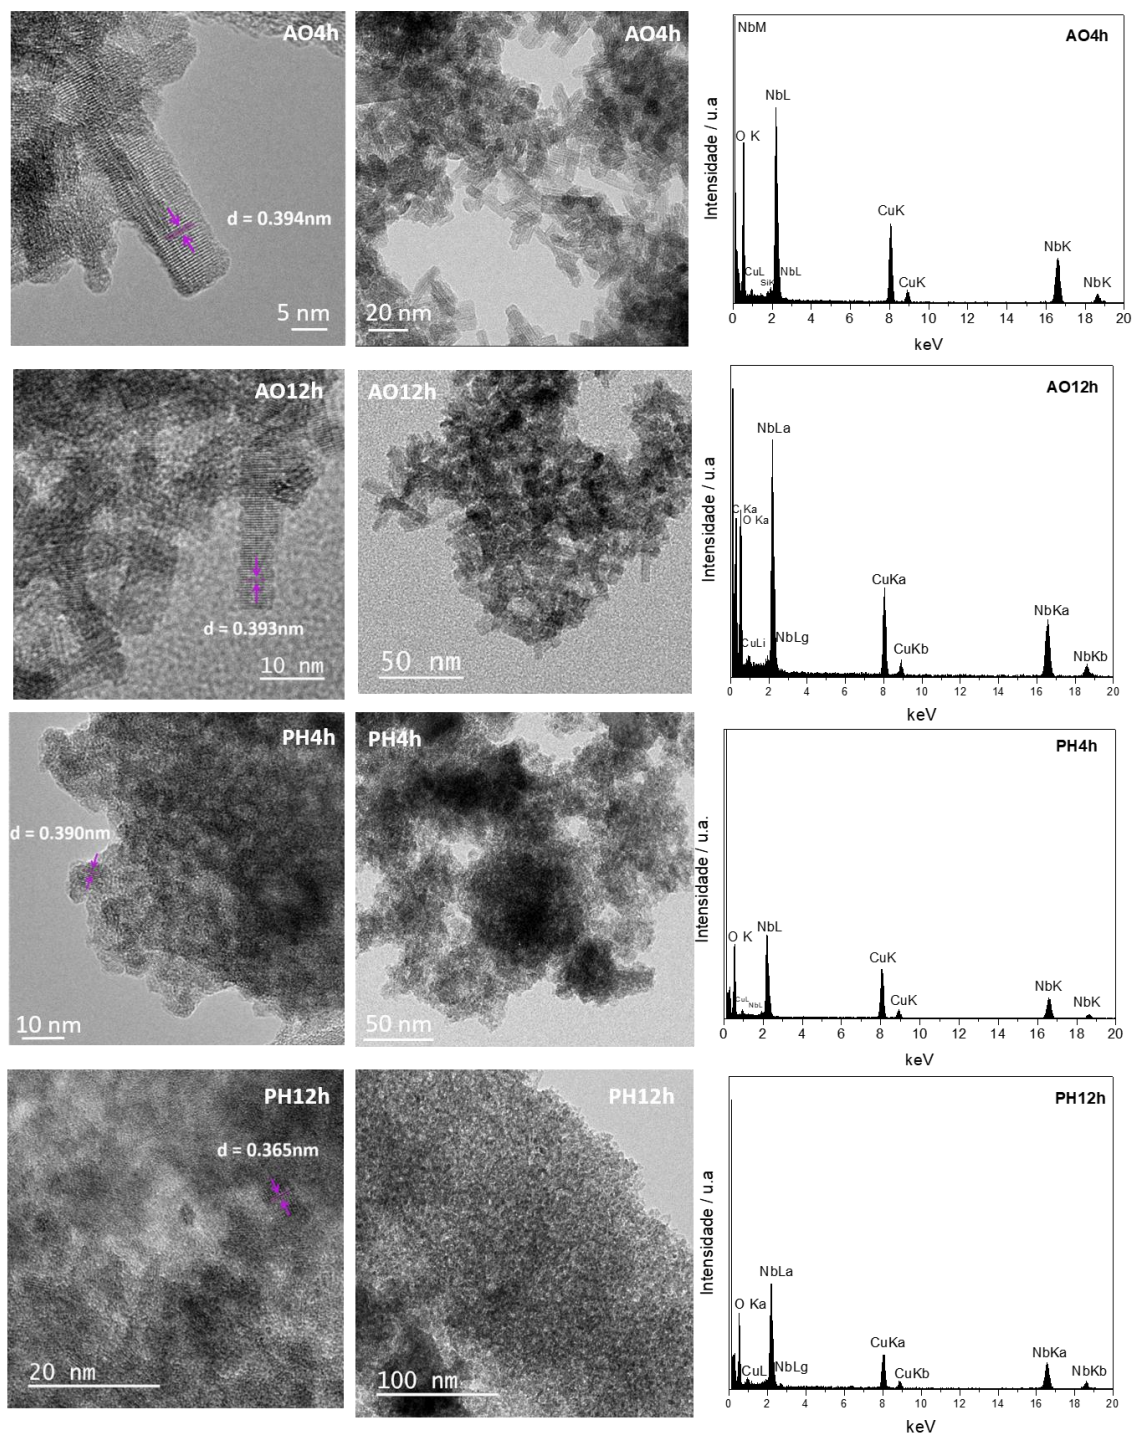 AO4h
d = 0.394nm
5 nm
AO4h
20 nm
AO4h
NbM
NbL
O K
CuK
NbK
CuL
SiK
NbL
CuK
NbK
Intensidade / u.a
0 2 4 6 8 10 12 14 16 18 20
keV
AO12h
d = 0.393nm
10 nm
AO12h
50 nm
AO12h
NbLa
C Ka
O Ka
CuKa
NbKa
CuLi
NbLg
CuKb
NbKb
Intensidade / u.a
0 2 4 6 8 10 12 14 16 18 20
keV
PH4h
d = 0.390nm
10 nm
PH4h
50 nm
PH4h
O K
NbL
CuK
NbK
CuL
NbL
CuK
NbK
Intensidade / u.a.
0 2 4 6 8 10 12 14 16 18 20
keV
PH12h
d = 0.365nm
20 nm
PH12h
100 nm
PH12h
NbLa
O Ka
CuKa
NbKa
CuL
NbLg
CuKb
NbKb
Intensidade / u.a
0 2 4 6 8 10 12 14 16 18 20
keV